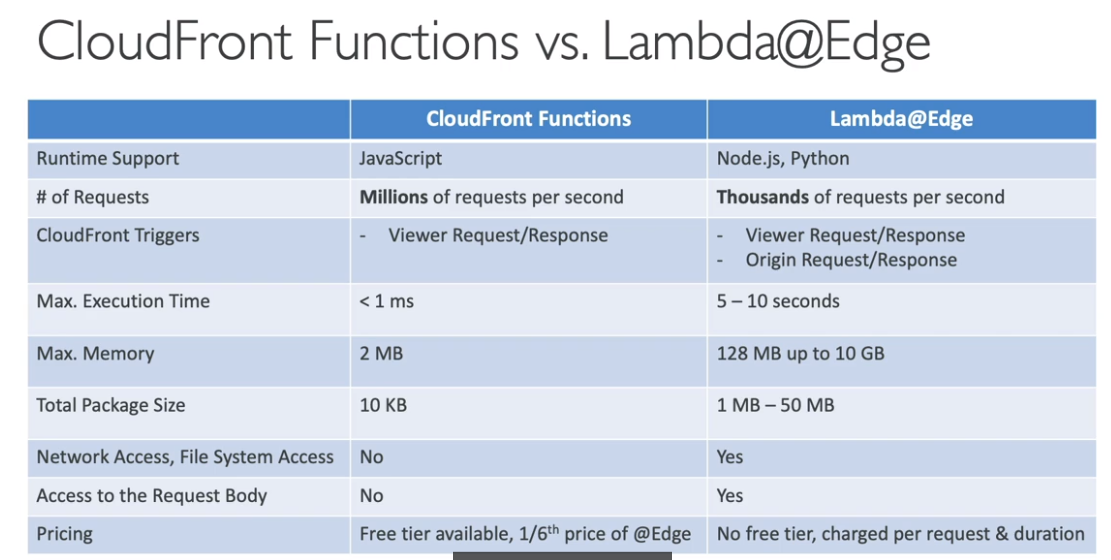 CloudFront Functions vs. Lambda@Edge
CloudFront Functions Lambda@Edge
Runtime Support JavaScript Node.js, Python
# of Requests Millions of requests per second Thousands of requests per second
CloudFront Triggers - Viewer Request/Response - Viewer Request/Response
- Origin Request/Response
Max. Execution Time < 1 ms 5 – 10 seconds
Max. Memory 2 MB 128 MB up to 10 GB
Total Package Size 10 KB 1 MB – 50 MB
Network Access, File System Access No Yes
Access to the Request Body No Yes
Pricing Free tier available, 1/6th price of @Edge No free tier, charged per request & duration